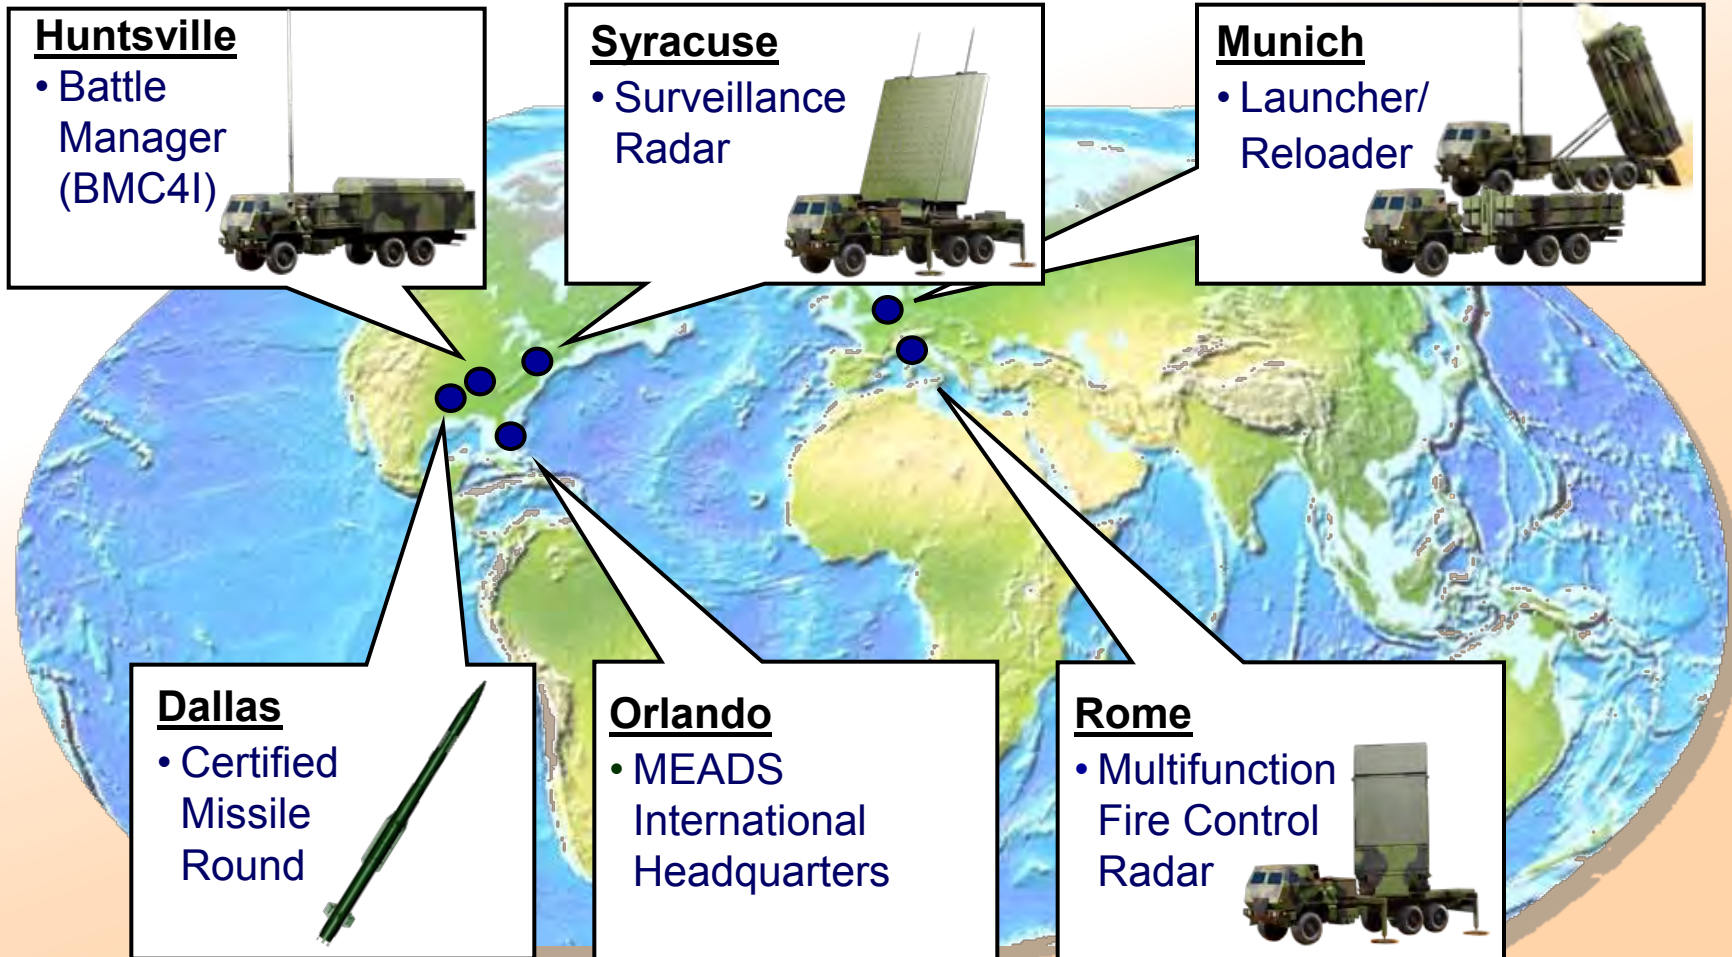 Huntsville
• Battle
Manager
(BMC4I)
Syracuse
• Surveillance
Radar
Munich
• Launcher/
Reloader
Dallas
• Certified
Missile
Round
Orlando
• MEADS
International
Headquarters
Rome
• Multifunction
Fire Control
Radar